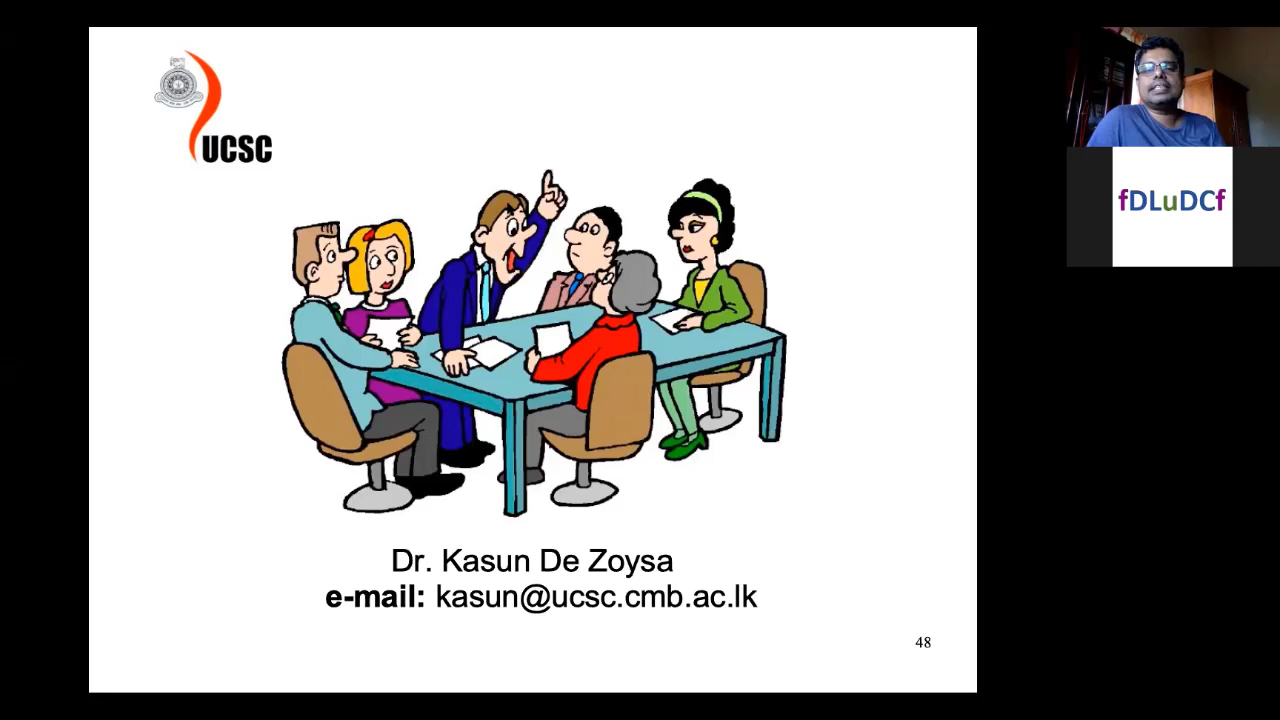 UCSC
fDLuDCf
Dr. Kasun De Zoysa
e-mail: kasun@ucsc.cmb.ac.lk
48